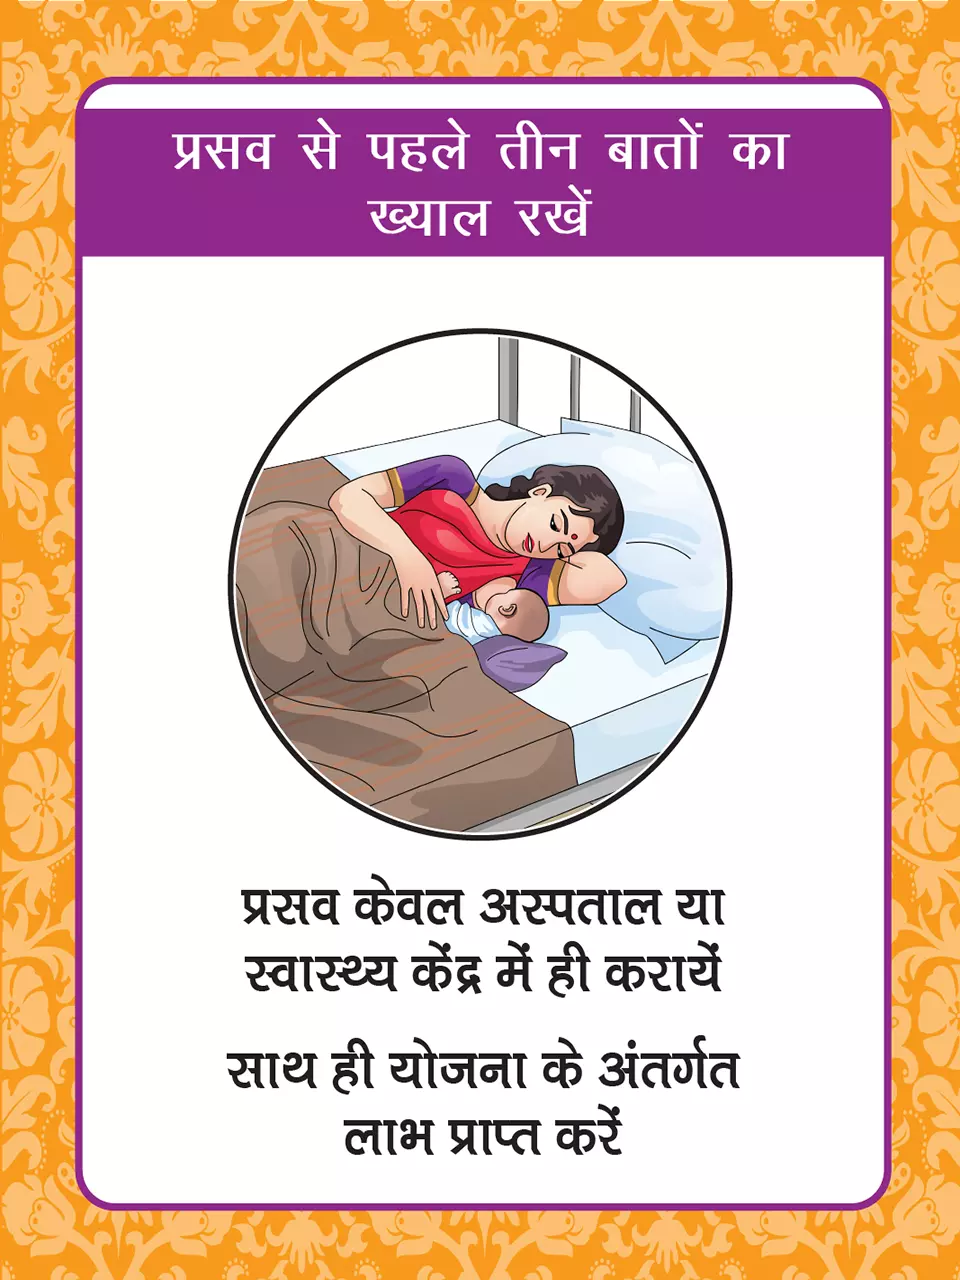 प्रसव से पहले तीन बातों का
ख्याल रखें
प्रसव केवल अस्पताल या
स्वास्थ्य केंद्र में ही करायें
साथ ही योजना के अंतर्गत
लाभ प्राप्त करें